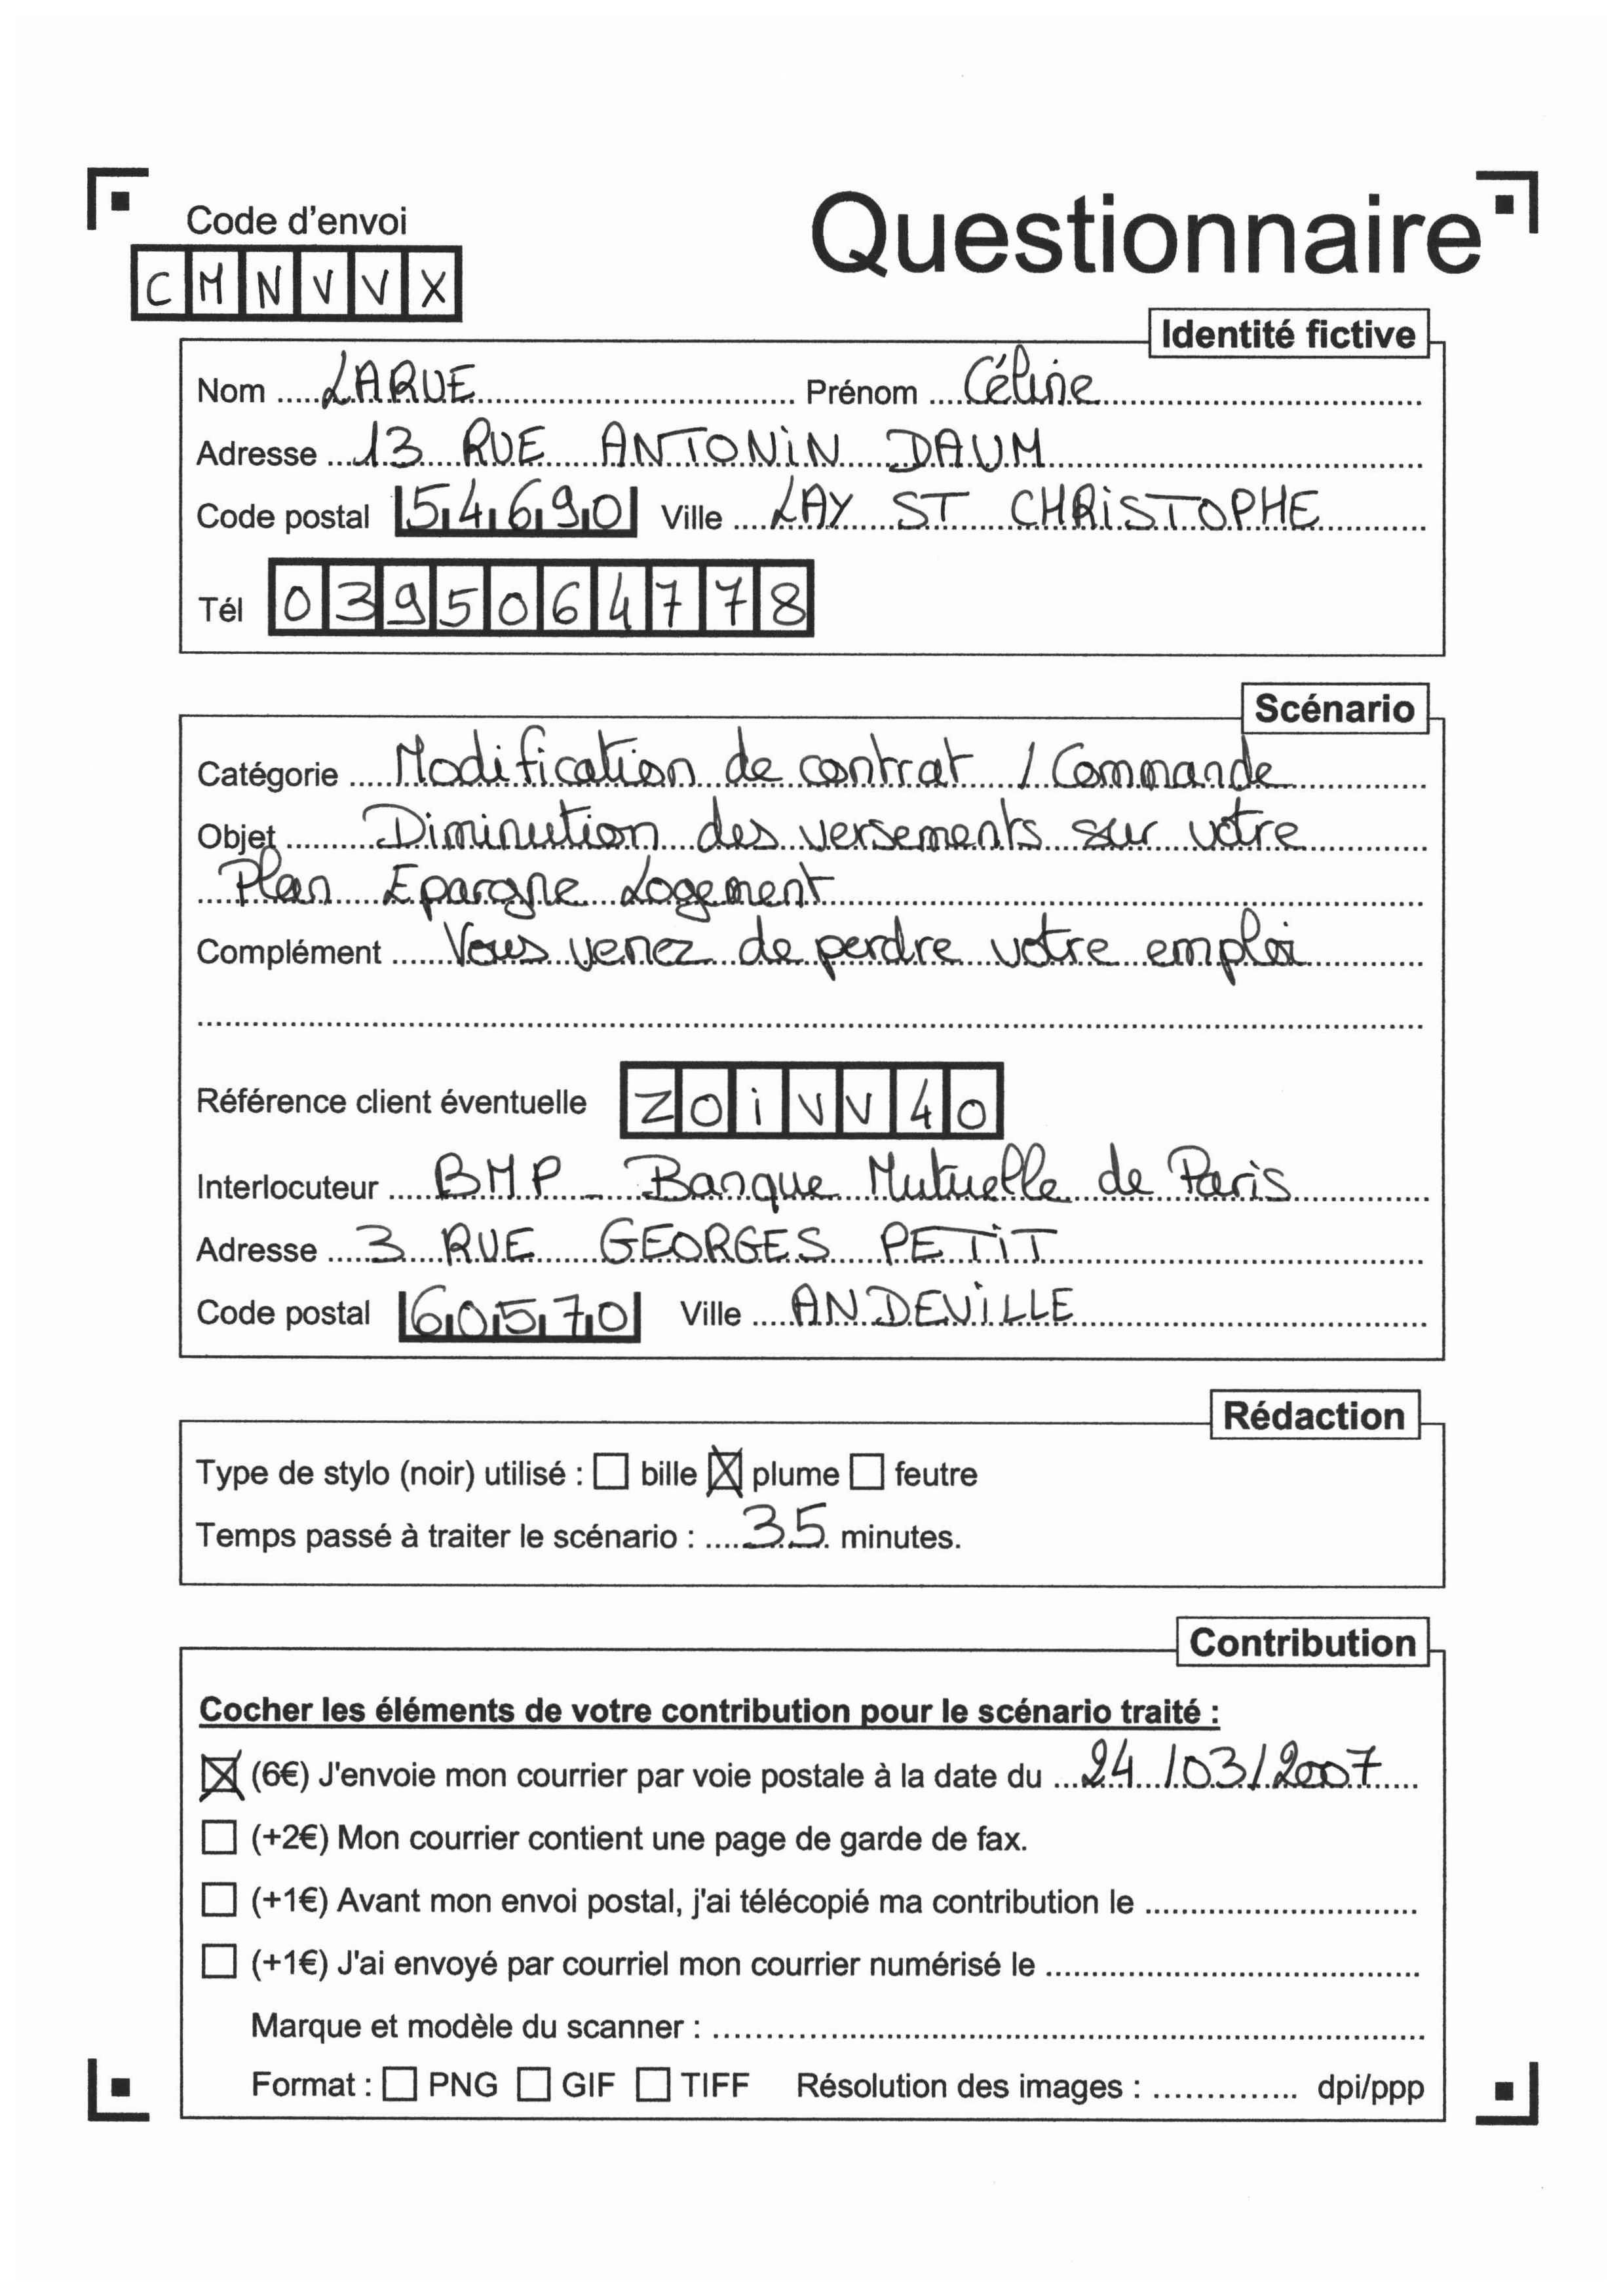 Code d'envoi
Questionnaire
CMNVVX
Identité fictive
Nom LARUE Prénom Céline
Adresse 13 RUE ANTONIN DAUM
Code postal 54690 Ville LAY ST CHRISTOPHE
Tél 0395064778
Scénario
Catégorie Modification de contrat / Commande
Objet Diminution des versements sur votre
Plan Epargne Logement
Complément Vous venez de perdre votre emploi
Référence client éventuelle ZOiVV40
Interlocuteur BMP - Banque Mutuelle de Paris
Adresse 3 RUE GEORGES PETIT
Code postal 60570 Ville ANDEVILLE
Rédaction
Type de stylo (noir) utilisé : ☐ bille ☒ plume ☐ feutre
Temps passé à traiter le scénario : 35 minutes.
Contribution
Cocher les éléments de votre contribution pour le scénario traité :
☒ (6€) J'envoie mon courrier par voie postale à la date du 24/03/2007
☐ (+2€) Mon courrier contient une page de garde de fax.
☐ (+1€) Avant mon envoi postal, j'ai télécopié ma contribution le
☐ (+1€) J'ai envoyé par courriel mon courrier numérisé le
Marque et modèle du scanner :
Format : ☐ PNG ☐ GIF ☐ TIFF Résolution des images : dpi/ppp